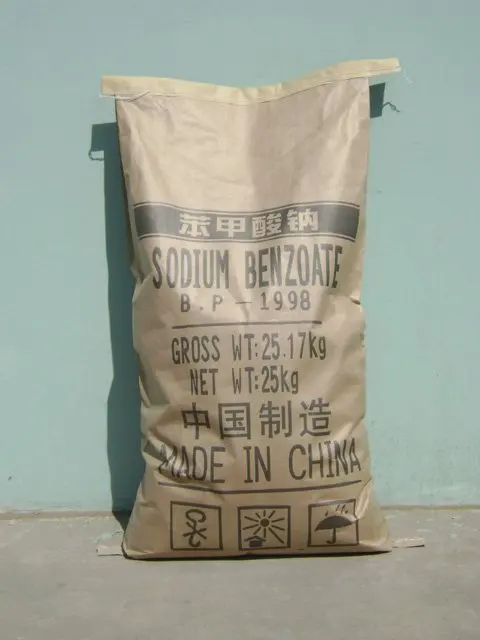 苯甲酸钠
SODIUM BENZOATE
B.P-1998
GROSS WT:25.17kg
NET WT:25kg
中国制造
MADE IN CHINA